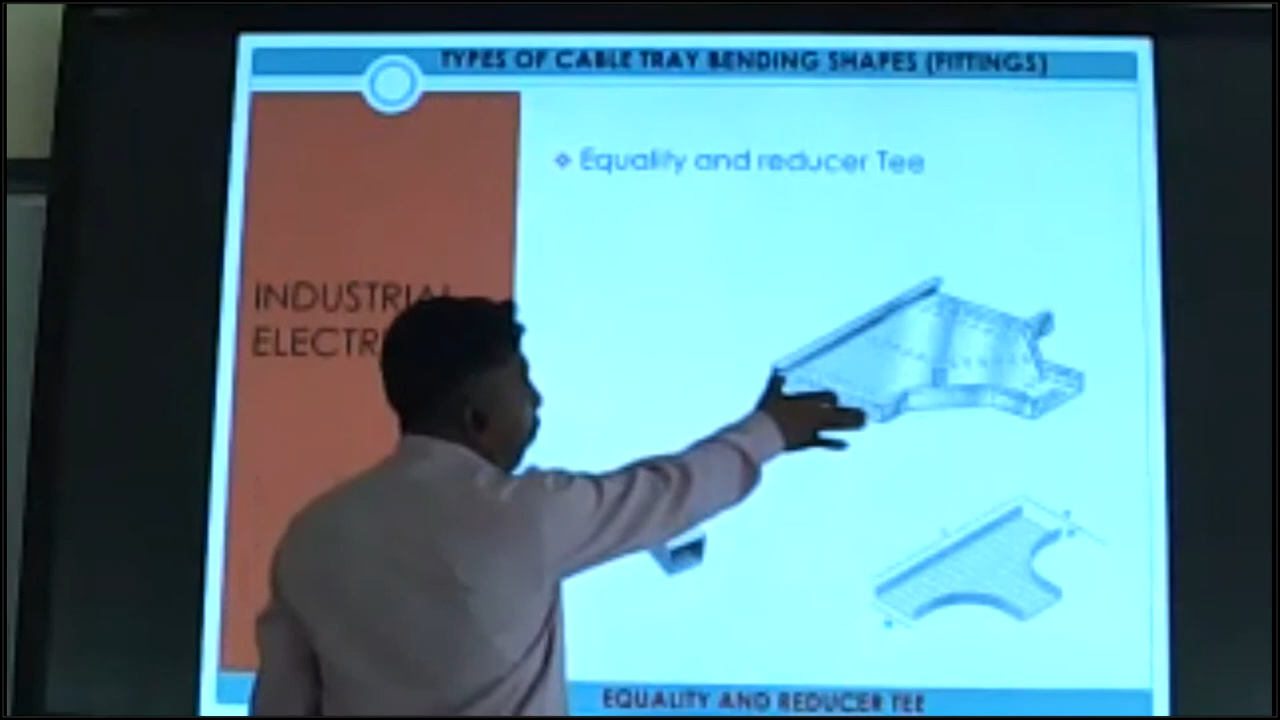 TYPES OF CABLE TRAY BENDING SHAPES (FITTINGS)
❖ Equality and reducer Tee
INDUSTRIAL
ELECTR
EQUALITY AND REDUCER TEE